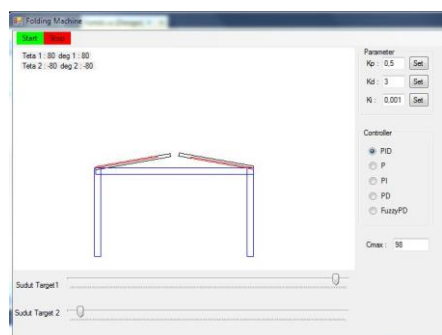 Folding Machine
Start Stop
Teta 1 : 80 deg 1 : 80
Teta 2 : -80 deg 2 : -80
Parameter
Kp : 0,5 Set
Kd : 3 Set
Ki : 0,001 Set
Controller
PID
P
PI
PD
FuzzyPD
Cmax : 98
Sudut Target1
Sudut Target 2